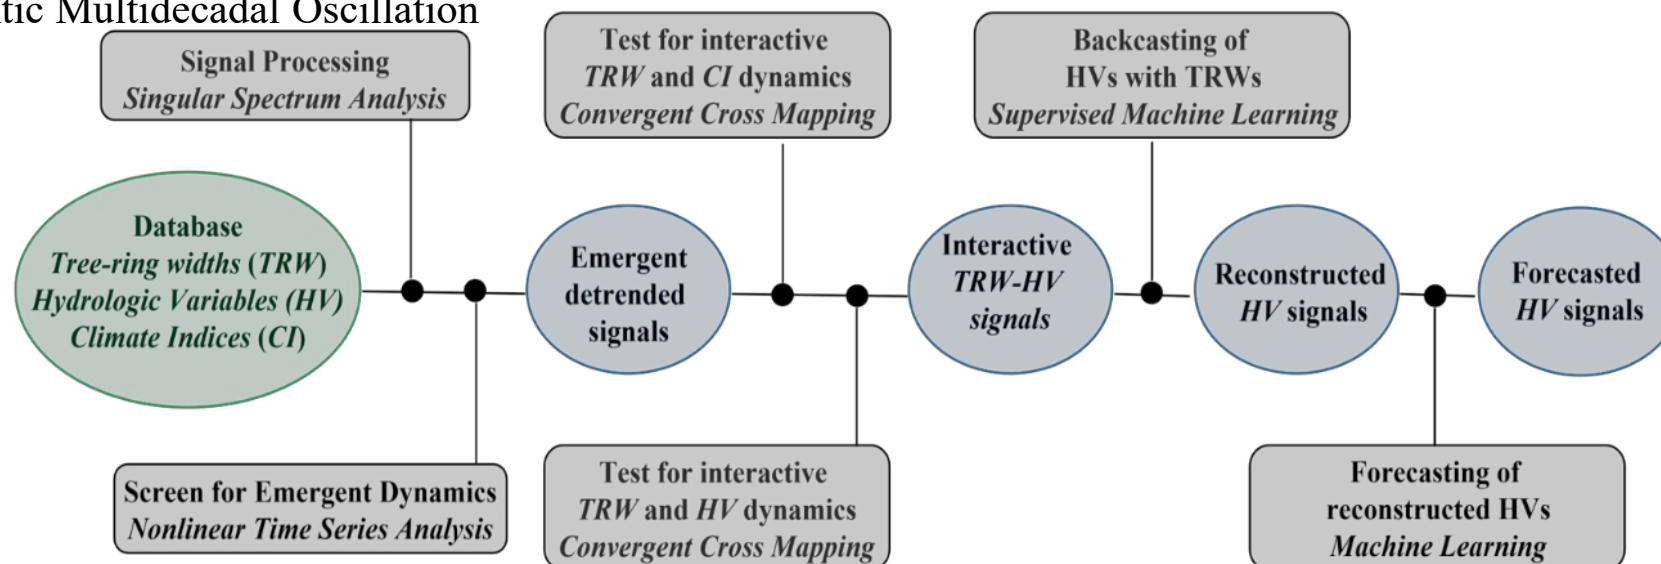 Multidecadal Oscillation
Signal Processing
Singular Spectrum Analysis
Test for interactive
TRW and CI dynamics
Convergent Cross Mapping
Backcasting of
HVs with TRWs
Supervised Machine Learning
Database
Tree-ring widths (TRW)
Hydrologic Variables (HV)
Climate Indices (CI)
Emergent
detrended
signals
Interactive
TRW-HV
signals
Reconstructed
HV signals
Forecasted
HV signals
Screen for Emergent Dynamics
Nonlinear Time Series Analysis
Test for interactive
TRW and HV dynamics
Convergent Cross Mapping
Forecasting of
reconstructed HVs
Machine Learning